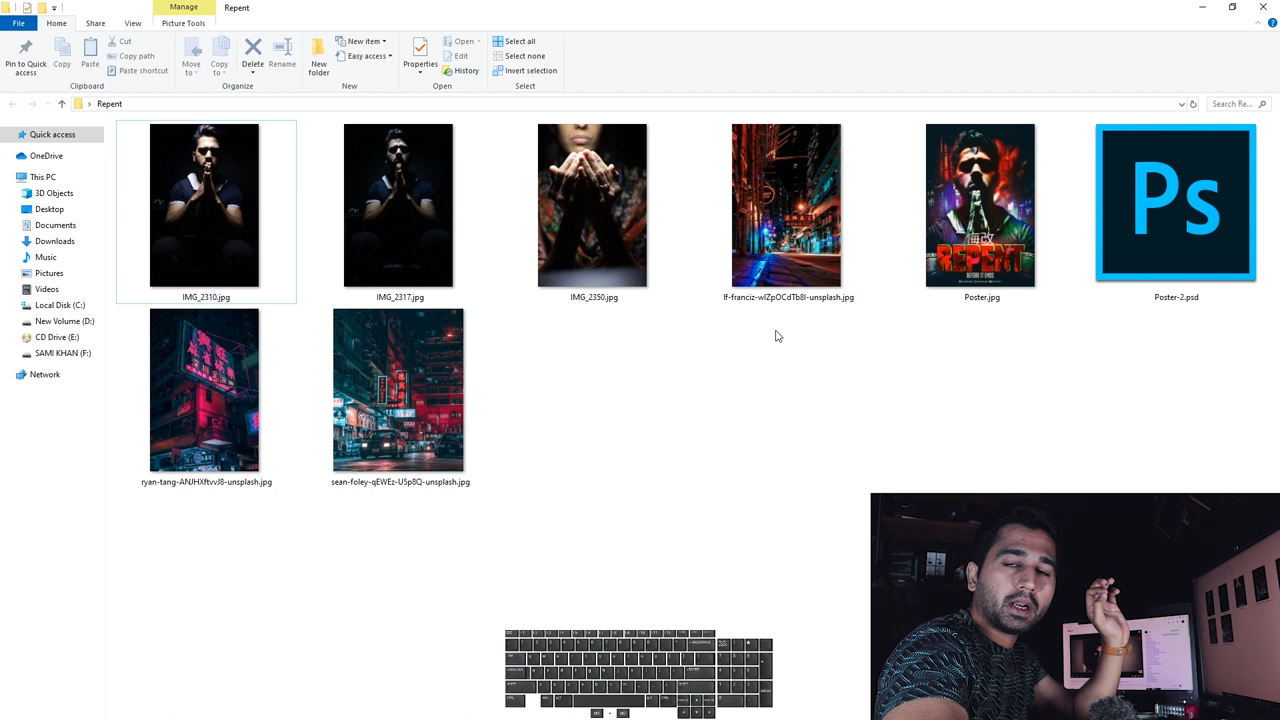 Manage
Repent
File
Home
Share
View
Picture Tools
Pin to Quick access
Copy
Paste
Cut
Copy path
Paste shortcut
Clipboard
Move to
Copy to
Delete
Rename
Organize
New folder
New item
Easy access
New
Properties
Open
Edit
History
Open
Select all
Select none
Invert selection
Select
Repent
Search Re...
Quick access
OneDrive
This PC
3D Objects
Desktop
Documents
Downloads
Music
Pictures
Videos
Local Disk (C:)
New Volume (D:)
CD Drive (E:)
SAMI KHAN (F:)
Network
海改
REPENT
BEFORE IT ENDS
Ps
IMG_2310.jpg
IMG_2317.jpg
IMG_2350.jpg
lf-franciz-wIZpOCdTb8I-unsplash.jpg
Poster.jpg
Poster-2.psd
ryan-tang-ANJHXftvvJ8-unsplash.jpg
sean-foley-qEWEz-U5p8Q-unsplash.jpg